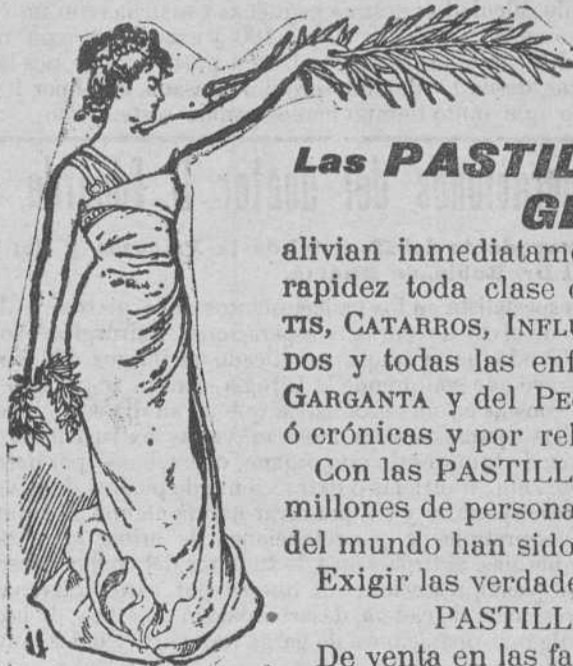 Las PASTIL
GE
alivian inmediatame
rapidez toda clase
TIS, CATARROS, INFLU
DOS y todas las enf
GARGANTA y del PE
ó crónicas y por re
Con las PASTILL
millones de persona
del mundo han sido
Exigir las verdade
PASTILL
De venta en las fa